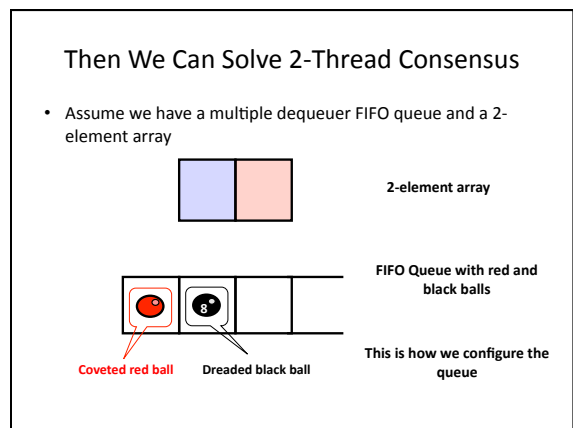 Then We Can Solve 2-Thread Consensus
• Assume we have a multiple dequeuer FIFO queue and a 2-
element array
2-element array
FIFO Queue with red and
black balls
8
Coveted red ball
Dreaded black ball
This is how we configure the
queue